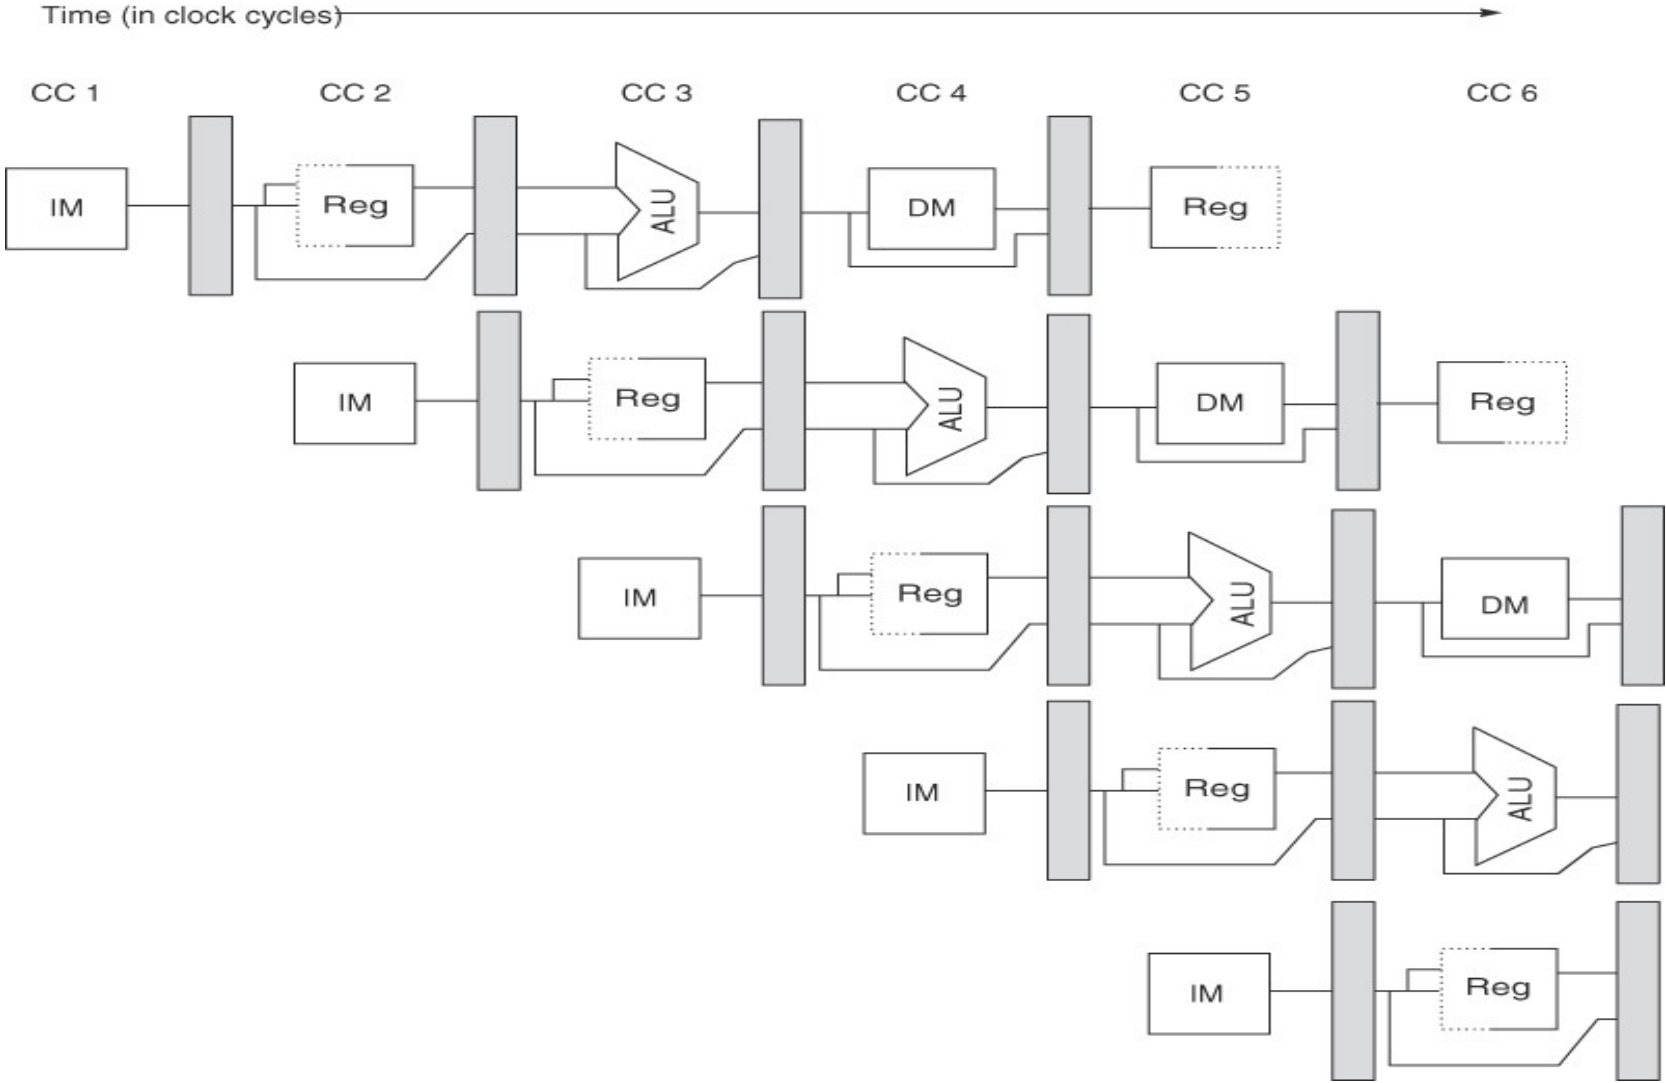 Time (in clock cycles)
CC 1 CC 2 CC 3 CC 4 CC 5 CC 6
IM Reg ALU DM Reg
IM Reg ALU DM Reg
IM Reg ALU DM
IM Reg ALU
IM Reg